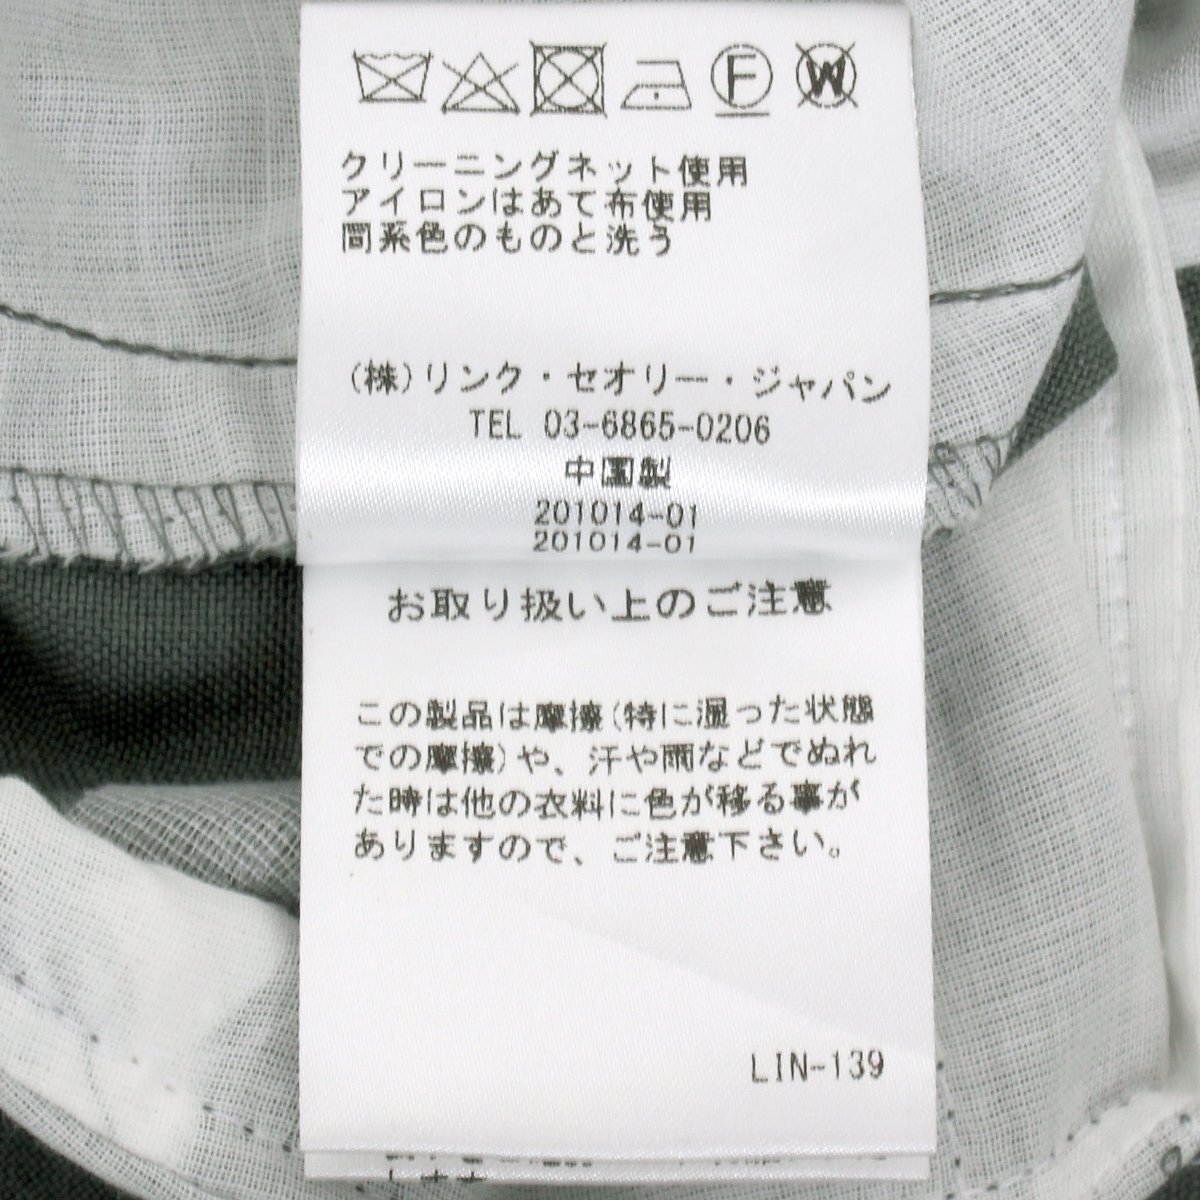 F W
クリーニングネット使用
アイロンはあて布使用
同系色のものと洗う
(株)リンク・セオリー・ジャパン
TEL 03-6865-0206
中国製
201014-01
201014-01
お取り扱い上のご注意
この製品は摩擦(特に湿った状態
での摩擦)や、汗や雨などでぬれ
た時は他の衣料に色が移る事が
ありますので、ご注意下さい。
LIN-139